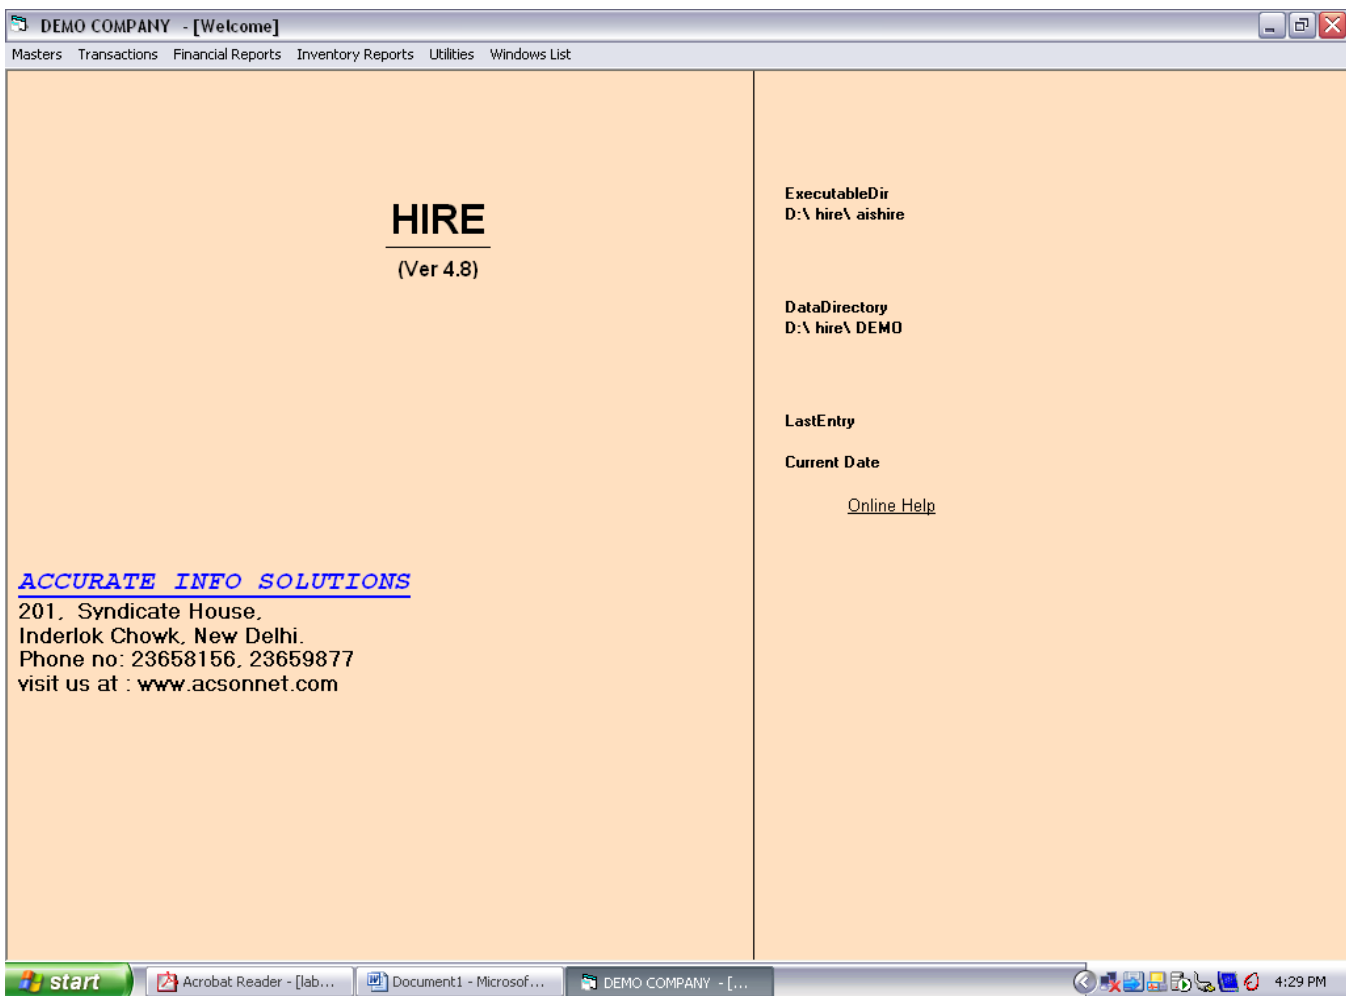 DEMO COMPANY - [Welcome]
Masters Transactions Financial Reports Inventory Reports Utilities Windows List
HIRE
(Ver 4.8)
ExecutableDir
D:\ hire\ aishire
DataDirectory
D:\ hire\ DEMO
LastEntry
Current Date
Online Help
ACCURATE INFO SOLUTIONS
201, Syndicate House,
Inderlok Chowk, New Delhi.
Phone no: 23658156, 23659877
visit us at : www.acsonnet.com
start Acrobat Reader - [lab... Document1 - Microsof... DEMO COMPANY - [... 4:29 PM